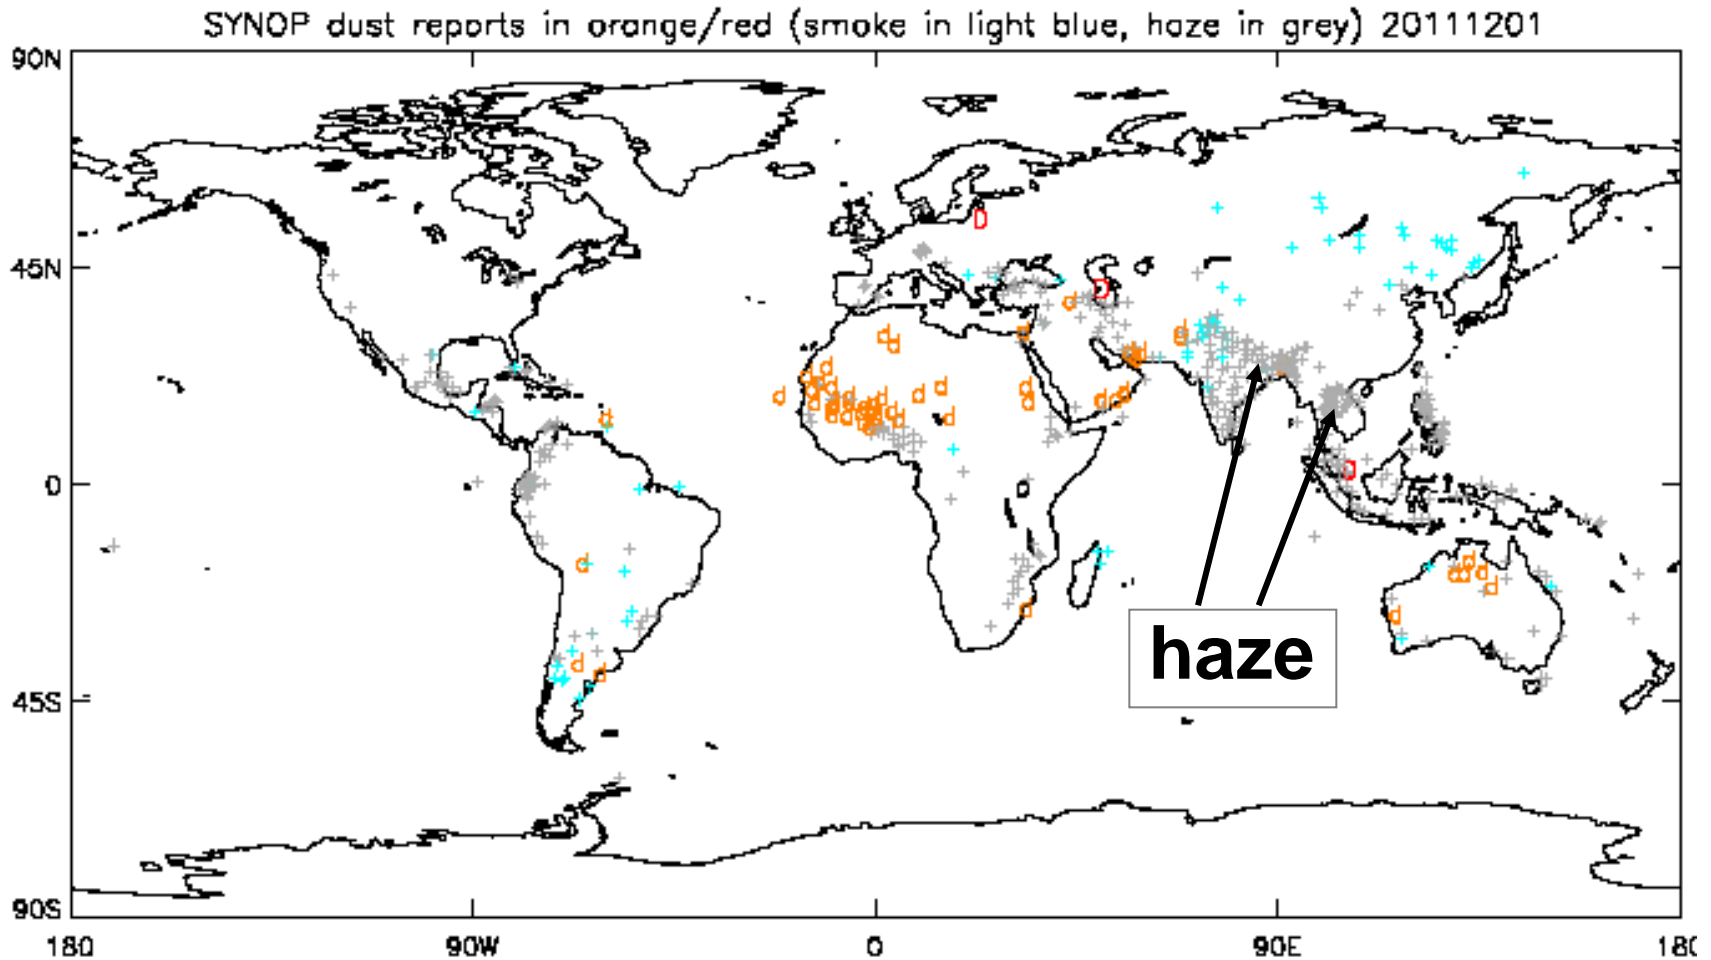 SYNOP dust reports in orange/red (smoke in light blue, haze in grey) 20111201
90N
45N
0
45S
90S
180 90W 0 90E 180
haze